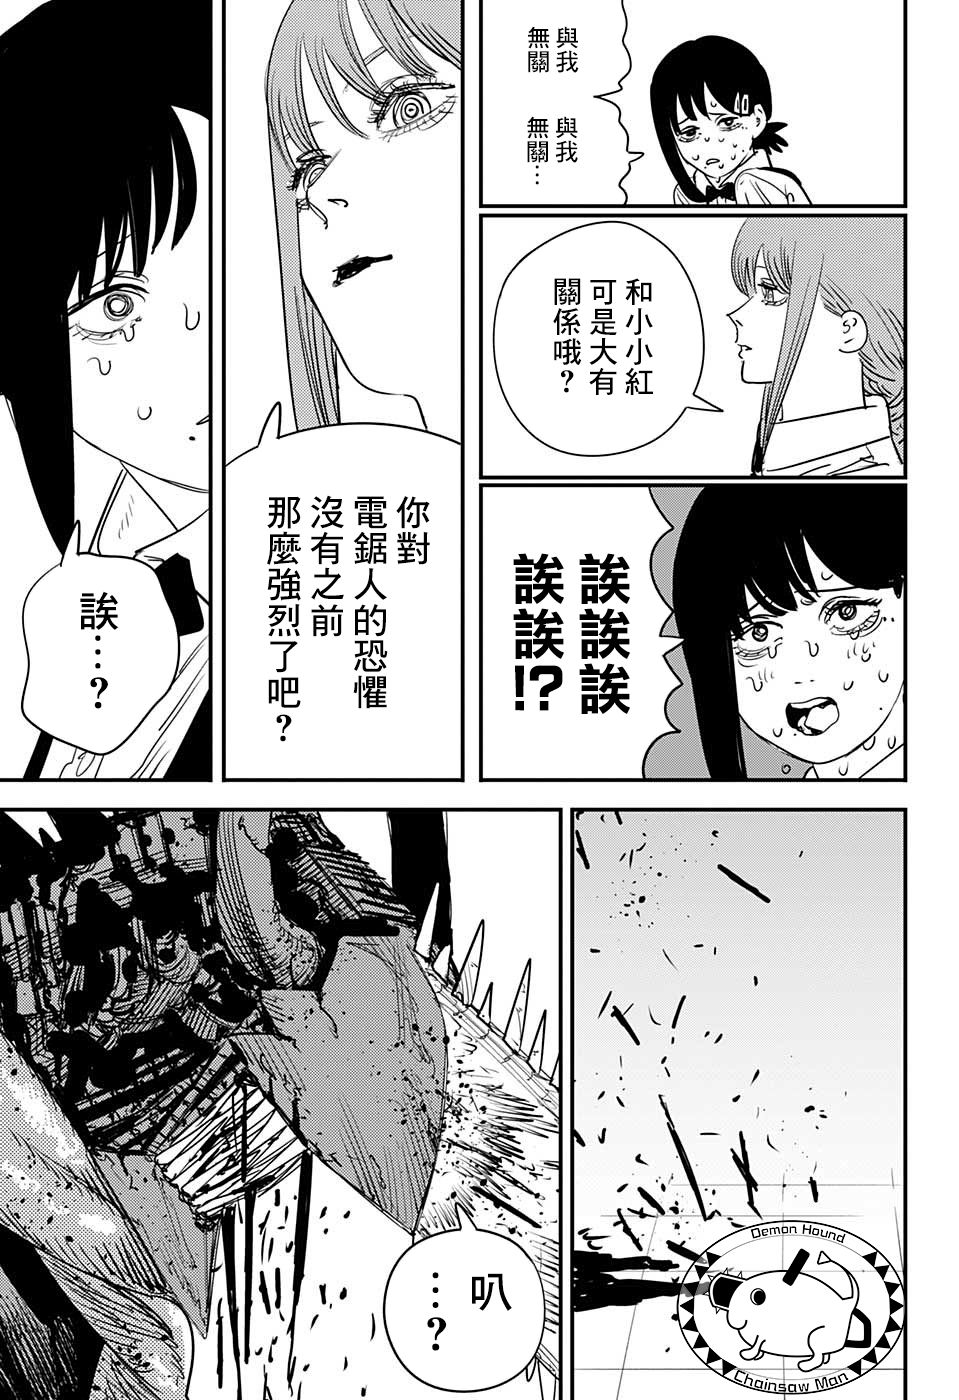 與我
無關
與我
無關…
和小小紅
可是大有
關係哦？
誒誒誒
誒誒!?
你對
電鋸人的恐懼
沒有之前
那麼強烈了吧？
誒…？
叭
…？
Demon Hound
Chainsaw Man